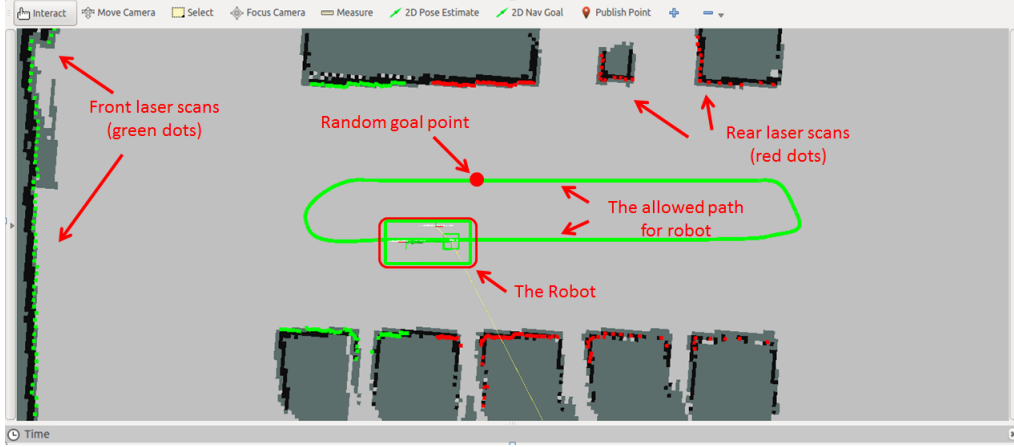 Interact Move Camera Select Focus Camera Measure 2D Pose Estimate 2D Nav Goal Publish Point
Front laser scans
(green dots)
Random goal point
Rear laser scans
(red dots)
The allowed path
for robot
The Robot
Time